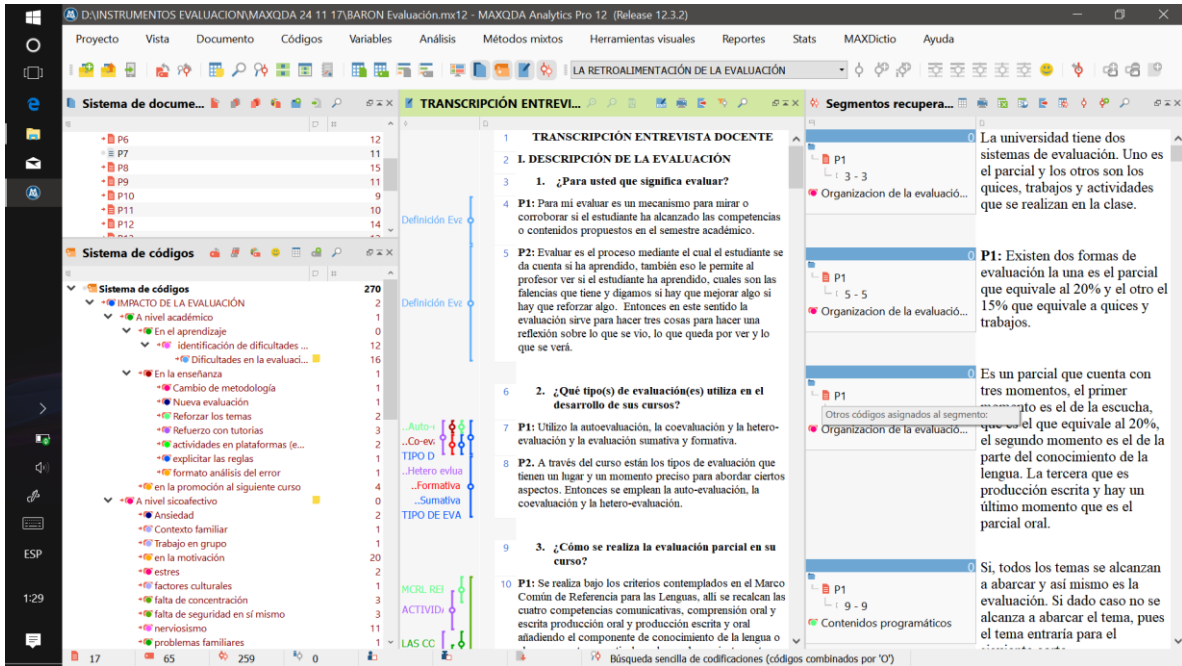 D:\INSTRUMENTOS EVALUACION\MAXQDA 24 11 17\BARON Evaluación.mx12 - MAXQDA Analytics Pro 12 (Release 12.3.2)
Proyecto Vista Documento Códigos Variables Análisis Métodos mixtos Herramientas visuales Reportes Stats MAXDictio Ayuda
LA RETROALIMENTACIÓN DE LA EVALUACIÓN
Sistema de docume...
P6 12
P7 11
P8 15
P9 11
P10 9
P11 10
P12 14
Sistema de códigos
Sistema de códigos 270
IMPACTO DE LA EVALUACIÓN 2
A nivel académico 1
En el aprendizaje 0
identificación de dificultades ... 12
Dificultades en la evaluaci... 16
En la enseñanza 1
Cambio de metodología 1
Nueva evaluación 1
Reforzar los temas 2
Refuerzo con tutorias 3
actividades en plataformas (e... 2
explicitar las reglas 1
formato análisis del error 1
en la promoción al siguiente curso 4
A nivel sicoafectivo 0
Ansiedad 2
Contexto familiar 1
Trabajo en grupo 1
en la motivación 20
estres 2
factores culturales 1
falta de concentración 3
falta de seguridad en sí mismo 3
nerviosismo 11
problemas familiares 1
TRANSCRIPCIÓN ENTREVI...
1 TRANSCRIPCIÓN ENTREVISTA DOCENTE
2 I. DESCRIPCIÓN DE LA EVALUACIÓN
3 1. ¿Para usted que significa evaluar?
Definición Eva
4 P1: Para mí evaluar es un mecanismo para mirar o
corroborar si el estudiante ha alcanzado las competencias
o contenidos propuestos en el semestre académico.
Definición Eva
5 P2: Evaluar es el proceso mediante el cual el estudiante se
da cuenta si ha aprendido, también eso le permite al
profesor ver si el estudiante ha aprendido, cuales son las
falencias que tiene y digamos si hay que mejorar algo si
hay que reforzar algo. Entonces en este sentido la
evaluación sirve para hacer tres cosas para hacer una
reflexión sobre lo que se vio, lo que queda por ver y lo
que se verá.
6 2. ¿Qué tipo(s) de evaluación(es) utiliza en el
desarrollo de sus cursos?
..Auto-
..Co-eva
TIPO D
..Hetero evlua
..Formativa
..Sumativa
TIPO DE EVA
7 P1: Utilizo la autoevaluación, la coevaluación y la hetero-
evaluación y la evaluación sumativa y formativa.
8 P2. A través del curso están los tipos de evaluación que
tienen un lugar y un momento preciso para abordar ciertos
aspectos. Entonces se emplean la auto-evaluación, la
coevaluación y la hetero-evaluación.
9 3. ¿Cómo se realiza la evaluación parcial en su
curso?
MCRL REF
ACTIVIDA
LAS CO
10 P1: Se realiza bajo los criterios contemplados en el Marco
Común de Referencia para las Lenguas, allí se recalcan las
cuatro competencias comunicativas, comprensión oral y
escrita producción oral y producción escrita y oral
añadiendo el componente de conocimiento de la lengua o
Segmentos recupera...
0
P1
3 - 3
Organizacion de la evaluació...
La universidad tiene dos
sistemas de evaluación. Uno es
el parcial y los otros son los
quices, trabajos y actividades
que se realizan en la clase.
0
P1
5 - 5
Organizacion de la evaluació...
P1: Existen dos formas de
evaluación la una es el parcial
que equivale al 20% y el otro el
15% que equivale a quices y
trabajos.
0
P1
Otros códigos asignados al segmento:
Organizacion de la evaluació...
Es un parcial que cuenta con
tres momentos, el primer
momento es el de la escucha,
que es el que equivale al 20%,
el segundo momento es el de la
parte del conocimiento de la
lengua. La tercera que es
producción escrita y hay un
último momento que es el
parcial oral.
0
P1
9 - 9
Contenidos programáticos
Si, todos los temas se alcanzan
a abarcar y así mismo es la
evaluación. Si dado caso no se
alcanza a abarcar el tema, pues
el tema entraría para el
ESP
1:29
17 65 259 0 Búsqueda sencilla de codificaciones (códigos combinados por 'O')